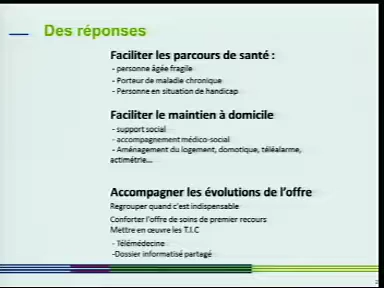 Des réponses
Faciliter les parcours de santé :
- personne âgée fragile
- Porteur de maladie chronique
- Personne en situation de handicap
Faciliter le maintien à domicile
- support social
- accompagnement médico-social
- Aménagement du logement, domotique, téléalarme,
actimétrie...
Accompagner les évolutions de l'offre
Regrouper quand c'est indispensable
Conforter l'offre de soins de premier recours
Mettre en œuvre les T.I.C
- Télémédecine
-Dossier informatisé partagé